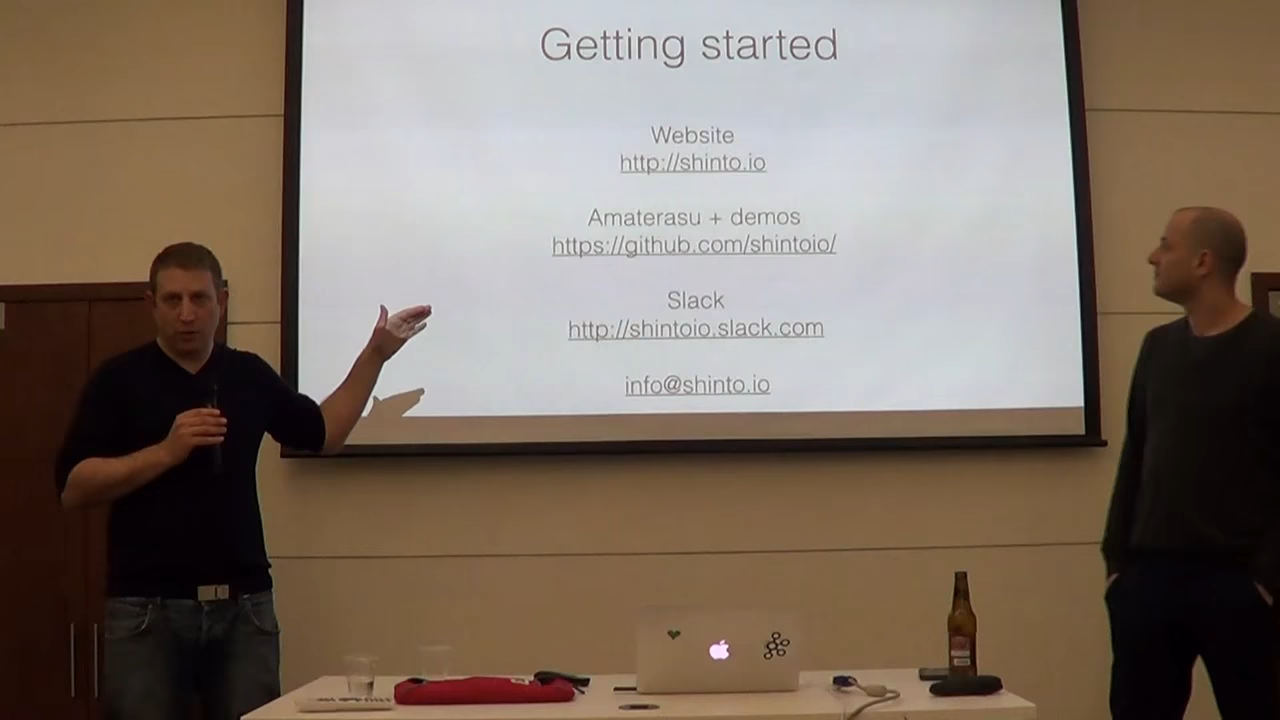 Getting started
Website
http://shinto.io
Amaterasu + demos
https://github.com/shintoio/
Slack
http://shintoio.slack.com
info@shinto.io